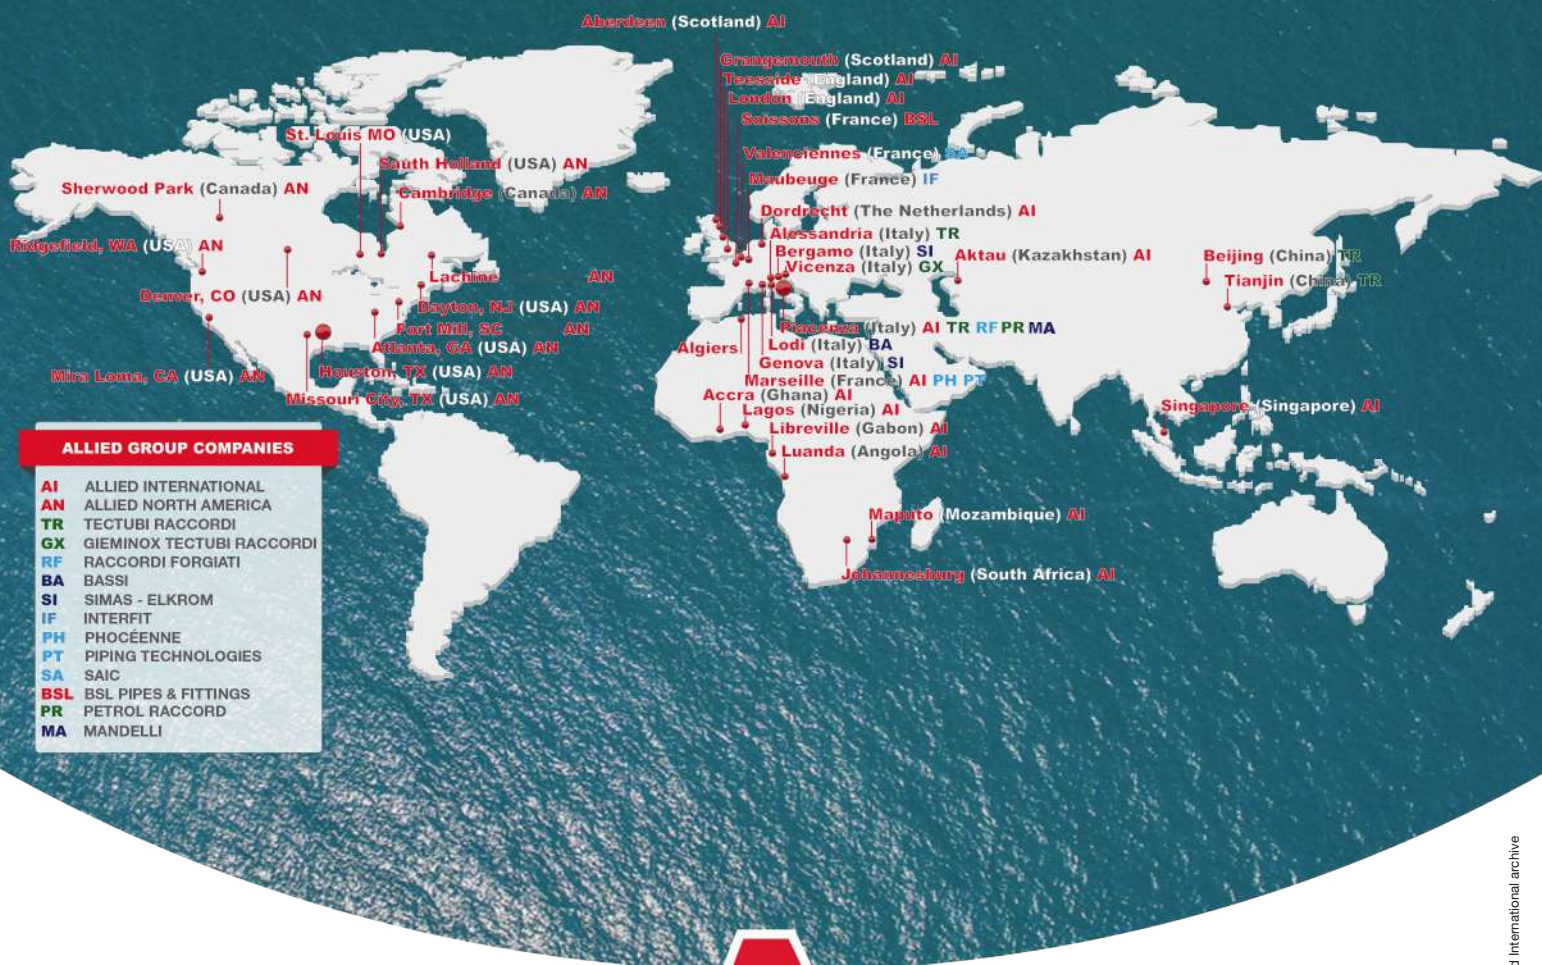 Aberdeen (Scotland) AI
Grangemouth (Scotland) AI
Teesside (England) AI
London (England) AI
Soissons (France) BSL
Valenciennes (France) SA
Maubeuge (France) IF
Dordrecht (The Netherlands) AI
Alessandria (Italy) TR
Bergamo (Italy) SI
Vicenza (Italy) GX
St. Louis MO (USA)
South Holland (USA) AN
Cambridge (Canada) AN
Sherwood Park (Canada) AN
Ridgefield, WA (USA) AN
Lachine AN
Denver, CO (USA) AN
Dayton, NJ (USA) AN
Fort Mill, SC AN
Atlanta, GA (USA) AN
Mira Loma, CA (USA) AN
Houston, TX (USA) AN
Missouri City, TX (USA) AN
Aktau (Kazakhstan) AI
Beijing (China) TR
Tianjin (China) TR
Piacenza (Italy) AI TR RF PR MA
Algiers
Lodi (Italy) BA
Genova (Italy) SI
Marseille (France) AI PH PT
Accra (Ghana) AI
Lagos (Nigeria) AI
Libreville (Gabon) AI
Luanda (Angola) AI
Singapore (Singapore) AI
Maputo (Mozambique) AI
Johannesburg (South Africa) AI
ALLIED GROUP COMPANIES
AI ALLIED INTERNATIONAL
AN ALLIED NORTH AMERICA
TR TECTUBI RACCORDI
GX GIEMINOX TECTUBI RACCORDI
RF RACCORDI FORGIATI
BA BASSI
SI SIMAS - ELKROM
IF INTERFIT
PH PHOCÉENNE
PT PIPING TECHNOLOGIES
SA SAIC
BSL BSL PIPES & FITTINGS
PR PETROL RACCORD
MA MANDELLI
International archive